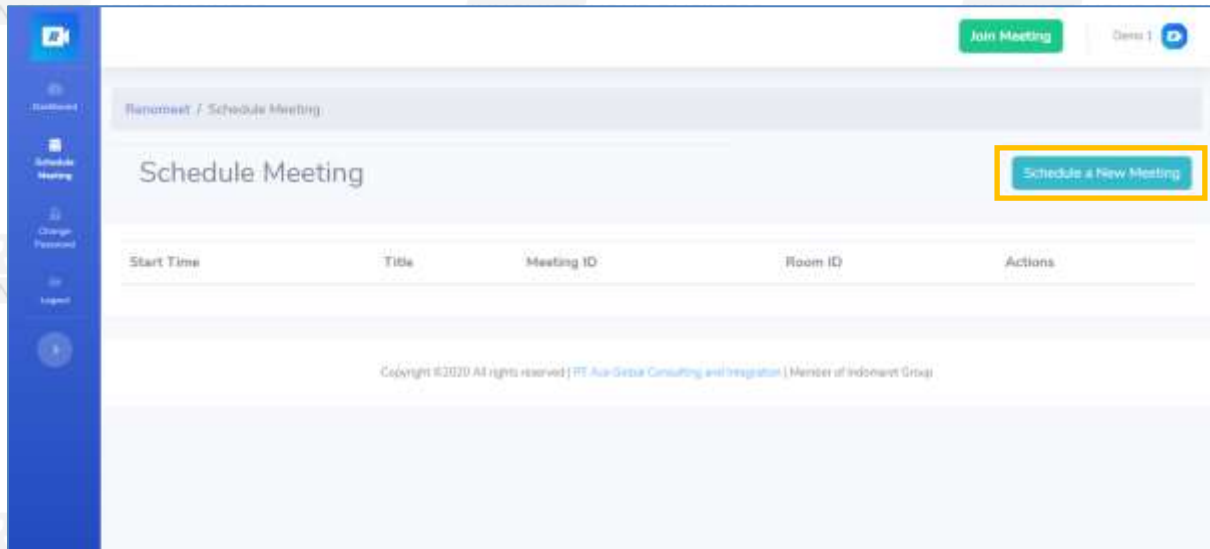 Join Meeting
Demo 1
Dashboard
Renomeet / Schedule Meeting
Schedule Meeting
Schedule Meeting
Schedule a New Meeting
Change Password
Start Time Title Meeting ID Room ID Actions
Logout
Copyright ©2020 All rights reserved | PT Ace Global Consulting and Integration | Member of Indomaret Group